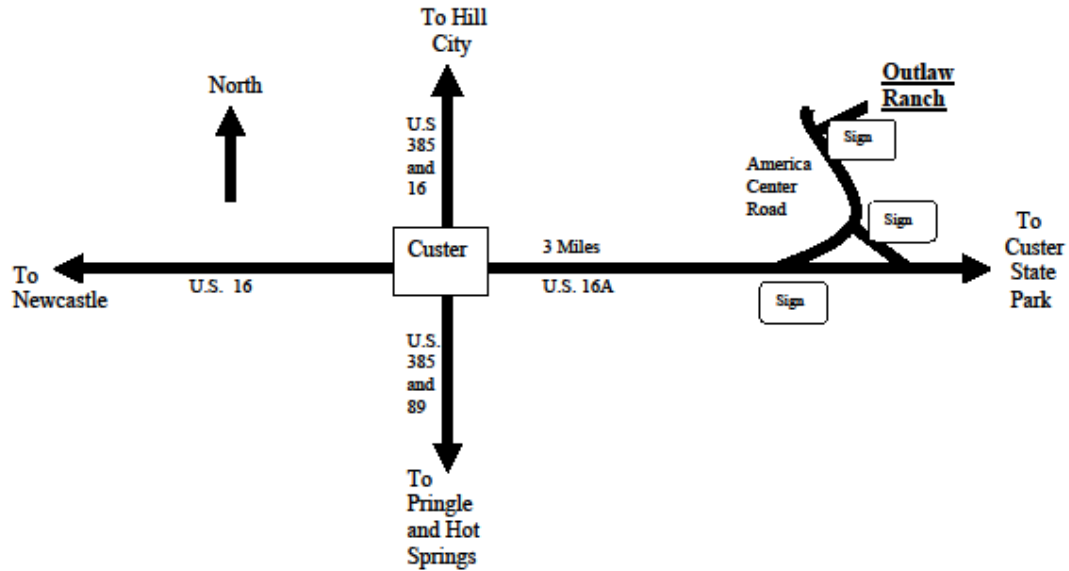 To Hill
City
North
Outlaw
Ranch
U.S
385
and
16
Sign
America
Center
Road
Sign
Custer
3 Miles
To
Custer
State
Park
To
Newcastle
U.S. 16
U.S. 16A
Sign
U.S.
385
and
89
To
Pringle
and Hot
Springs